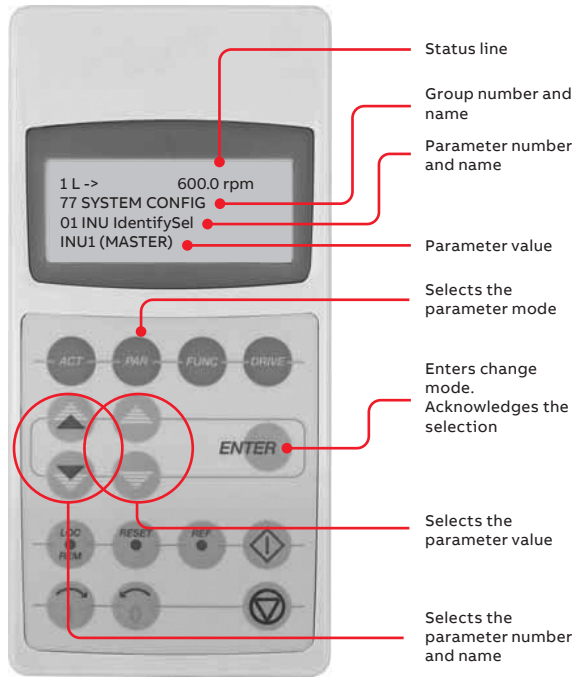 Status line
Group number and
name
Parameter number
and name
1 L -> 600.0 rpm
77 SYSTEM CONFIG
01 INU IdentifySel
INU1 (MASTER)
Parameter value
Selects the
parameter mode
ACT PAR FUNC DRIVE
Enters change
mode.
Acknowledges the
selection
ENTER
Selects the
parameter value
LOC RESET REF
REM
0
Selects the
parameter number
and name